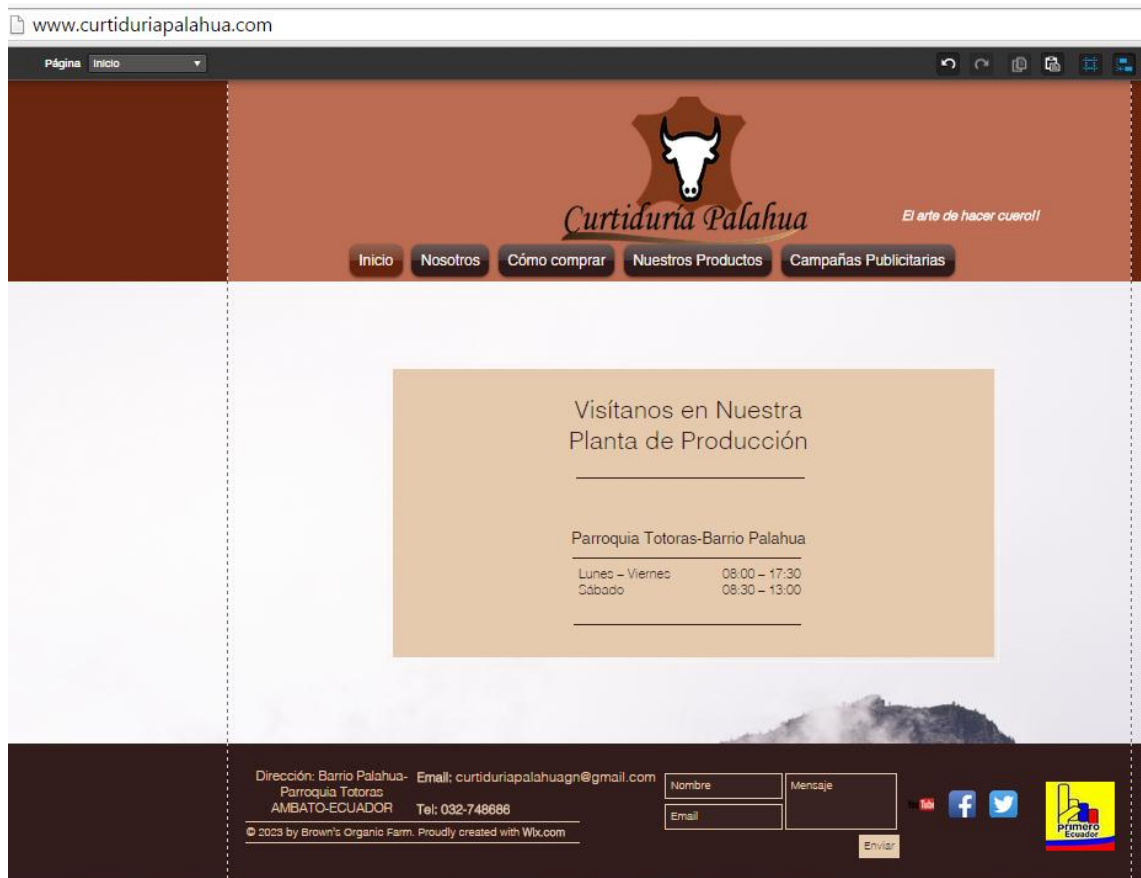 www.curtiduriapalahua.com
Página Inicio
Curtiduría Palahua
El arte de hacer cuero!!
Inicio Nosotros Cómo comprar Nuestros Productos Campañas Publicitarias
Visítanos en Nuestra
Planta de Producción
Parroquia Totoras-Barrio Palahua
Lunes – Viernes 08:00 – 17:30
Sábado 08:30 – 13:00
Dirección: Barrio Palahua-
Parroquia Totoras
AMBATO-ECUADOR
Email: curtiduriapalahuagn@gmail.com
Tel: 032-748686
© 2023 by Brown's Organic Farm. Proudly created with Wix.com
Nombre
Email
Mensaje
Enviar
Tube
primero
Ecuador